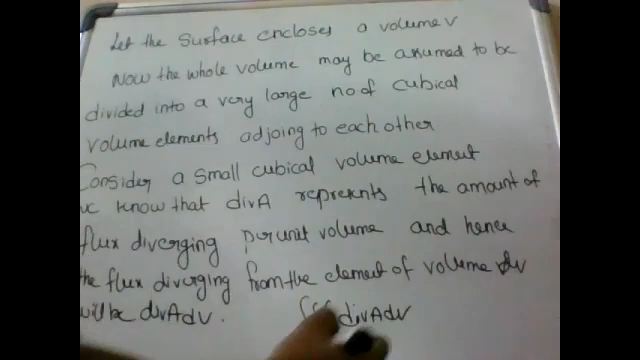 Let the Surface encloses a volume v
Now the whole volume may be assumed to be
divided into a very large no of cubical
volume elements adjoing to each other
Consider a small cubical volume element
we know that divA represents the amount of
flux diverging per unit volume and hence
the flux diverging from the element of volume dv
will be divAdv. ∭ divAdv